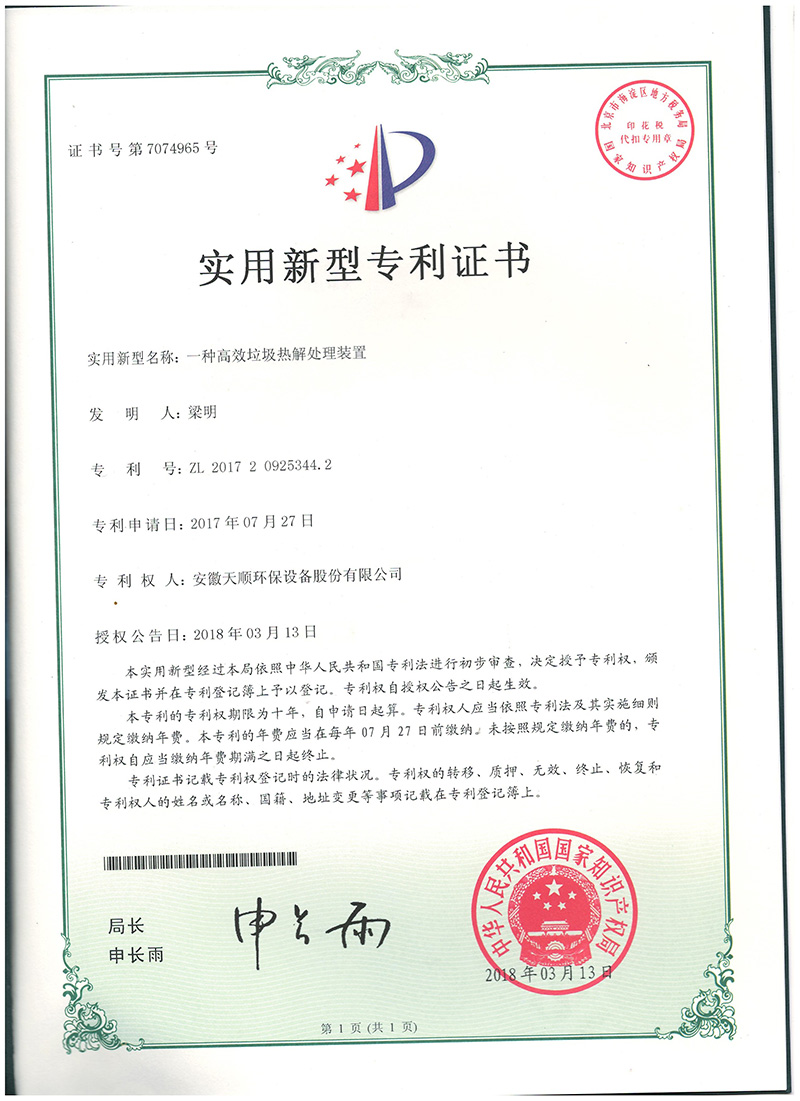 证书号第7074965号
北京市海淀区地方税务局
印花税
代扣专用章
国家知识产权局
实用新型专利证书
实用新型名称：一种高效垃圾热解处理装置
发明人：梁明
专利号：ZL 2017 2 0925344.2
专利申请日：2017年07月27日
专利权人：安徽天顺环保设备股份有限公司
授权公告日：2018年03月13日
本实用新型经过本局依照中华人民共和国专利法进行初步审查，决定授予专利权，颁
发本证书并在专利登记簿上予以登记。专利权自授权公告之日起生效。
本专利的专利权期限为十年，自申请日起算。专利权人应当依照专利法及其实施细则
规定缴纳年费。本专利的年费应当在每年07月27日前缴纳。未按照规定缴纳年费的，专
利权自应当缴纳年费期满之日起终止。
专利证书记载专利权登记时的法律状况。专利权的转移、质押、无效、终止、恢复和
专利权人的姓名或名称、国籍、地址变更等事项记载在专利登记簿上。
局长
申长雨
申长雨
中华人民共和国国家知识产权局
2018年03月13日
第1页(共1页)